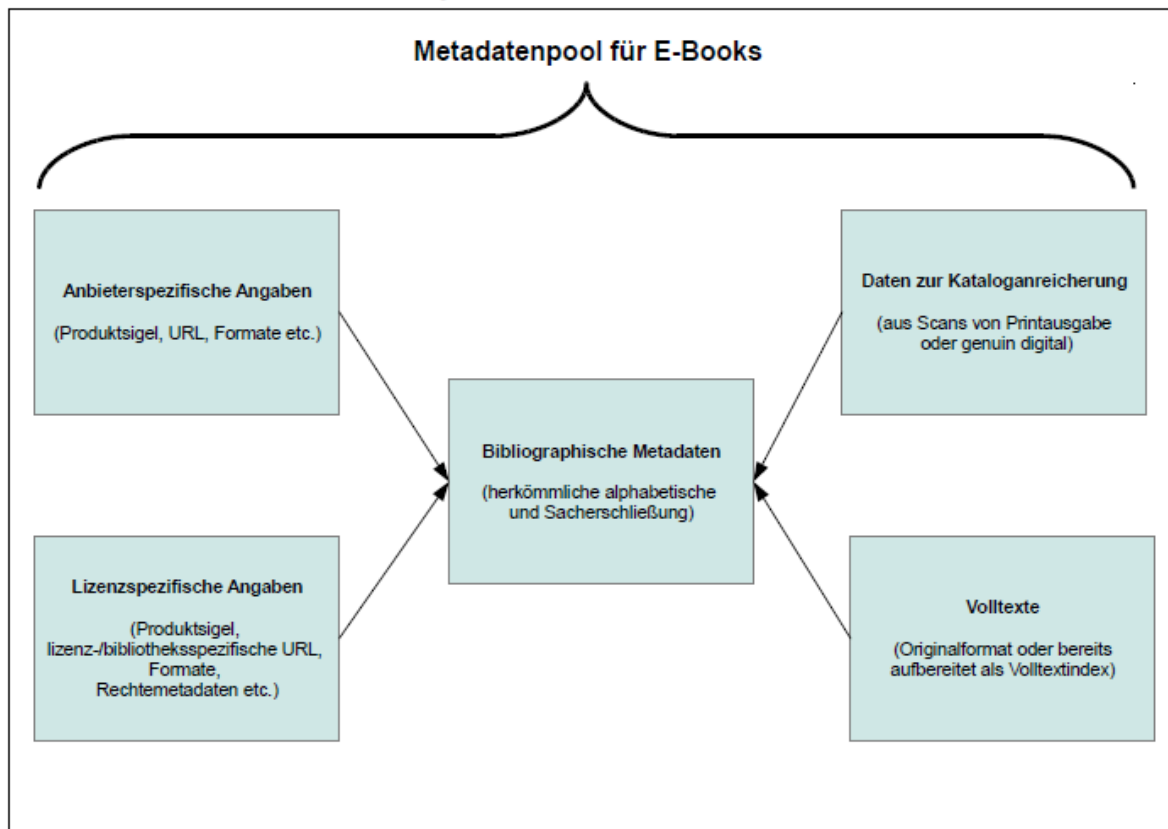 Metadatenpool für E-Books
Anbieterspezifische Angaben
(Produktsigel, URL, Formate etc.)
Daten zur Kataloganreicherung
(aus Scans von Printausgabe
oder genuin digital)
Bibliographische Metadaten
(herkömmliche alphabetische
und Sacherschließung)
Lizenzspezifische Angaben
(Produktsigel,
lizenz-/bibliotheksspezifische URL,
Formate,
Rechtemetadaten etc.)
Volltexte
(Originalformat oder bereits
aufbereitet als Volltextindex)